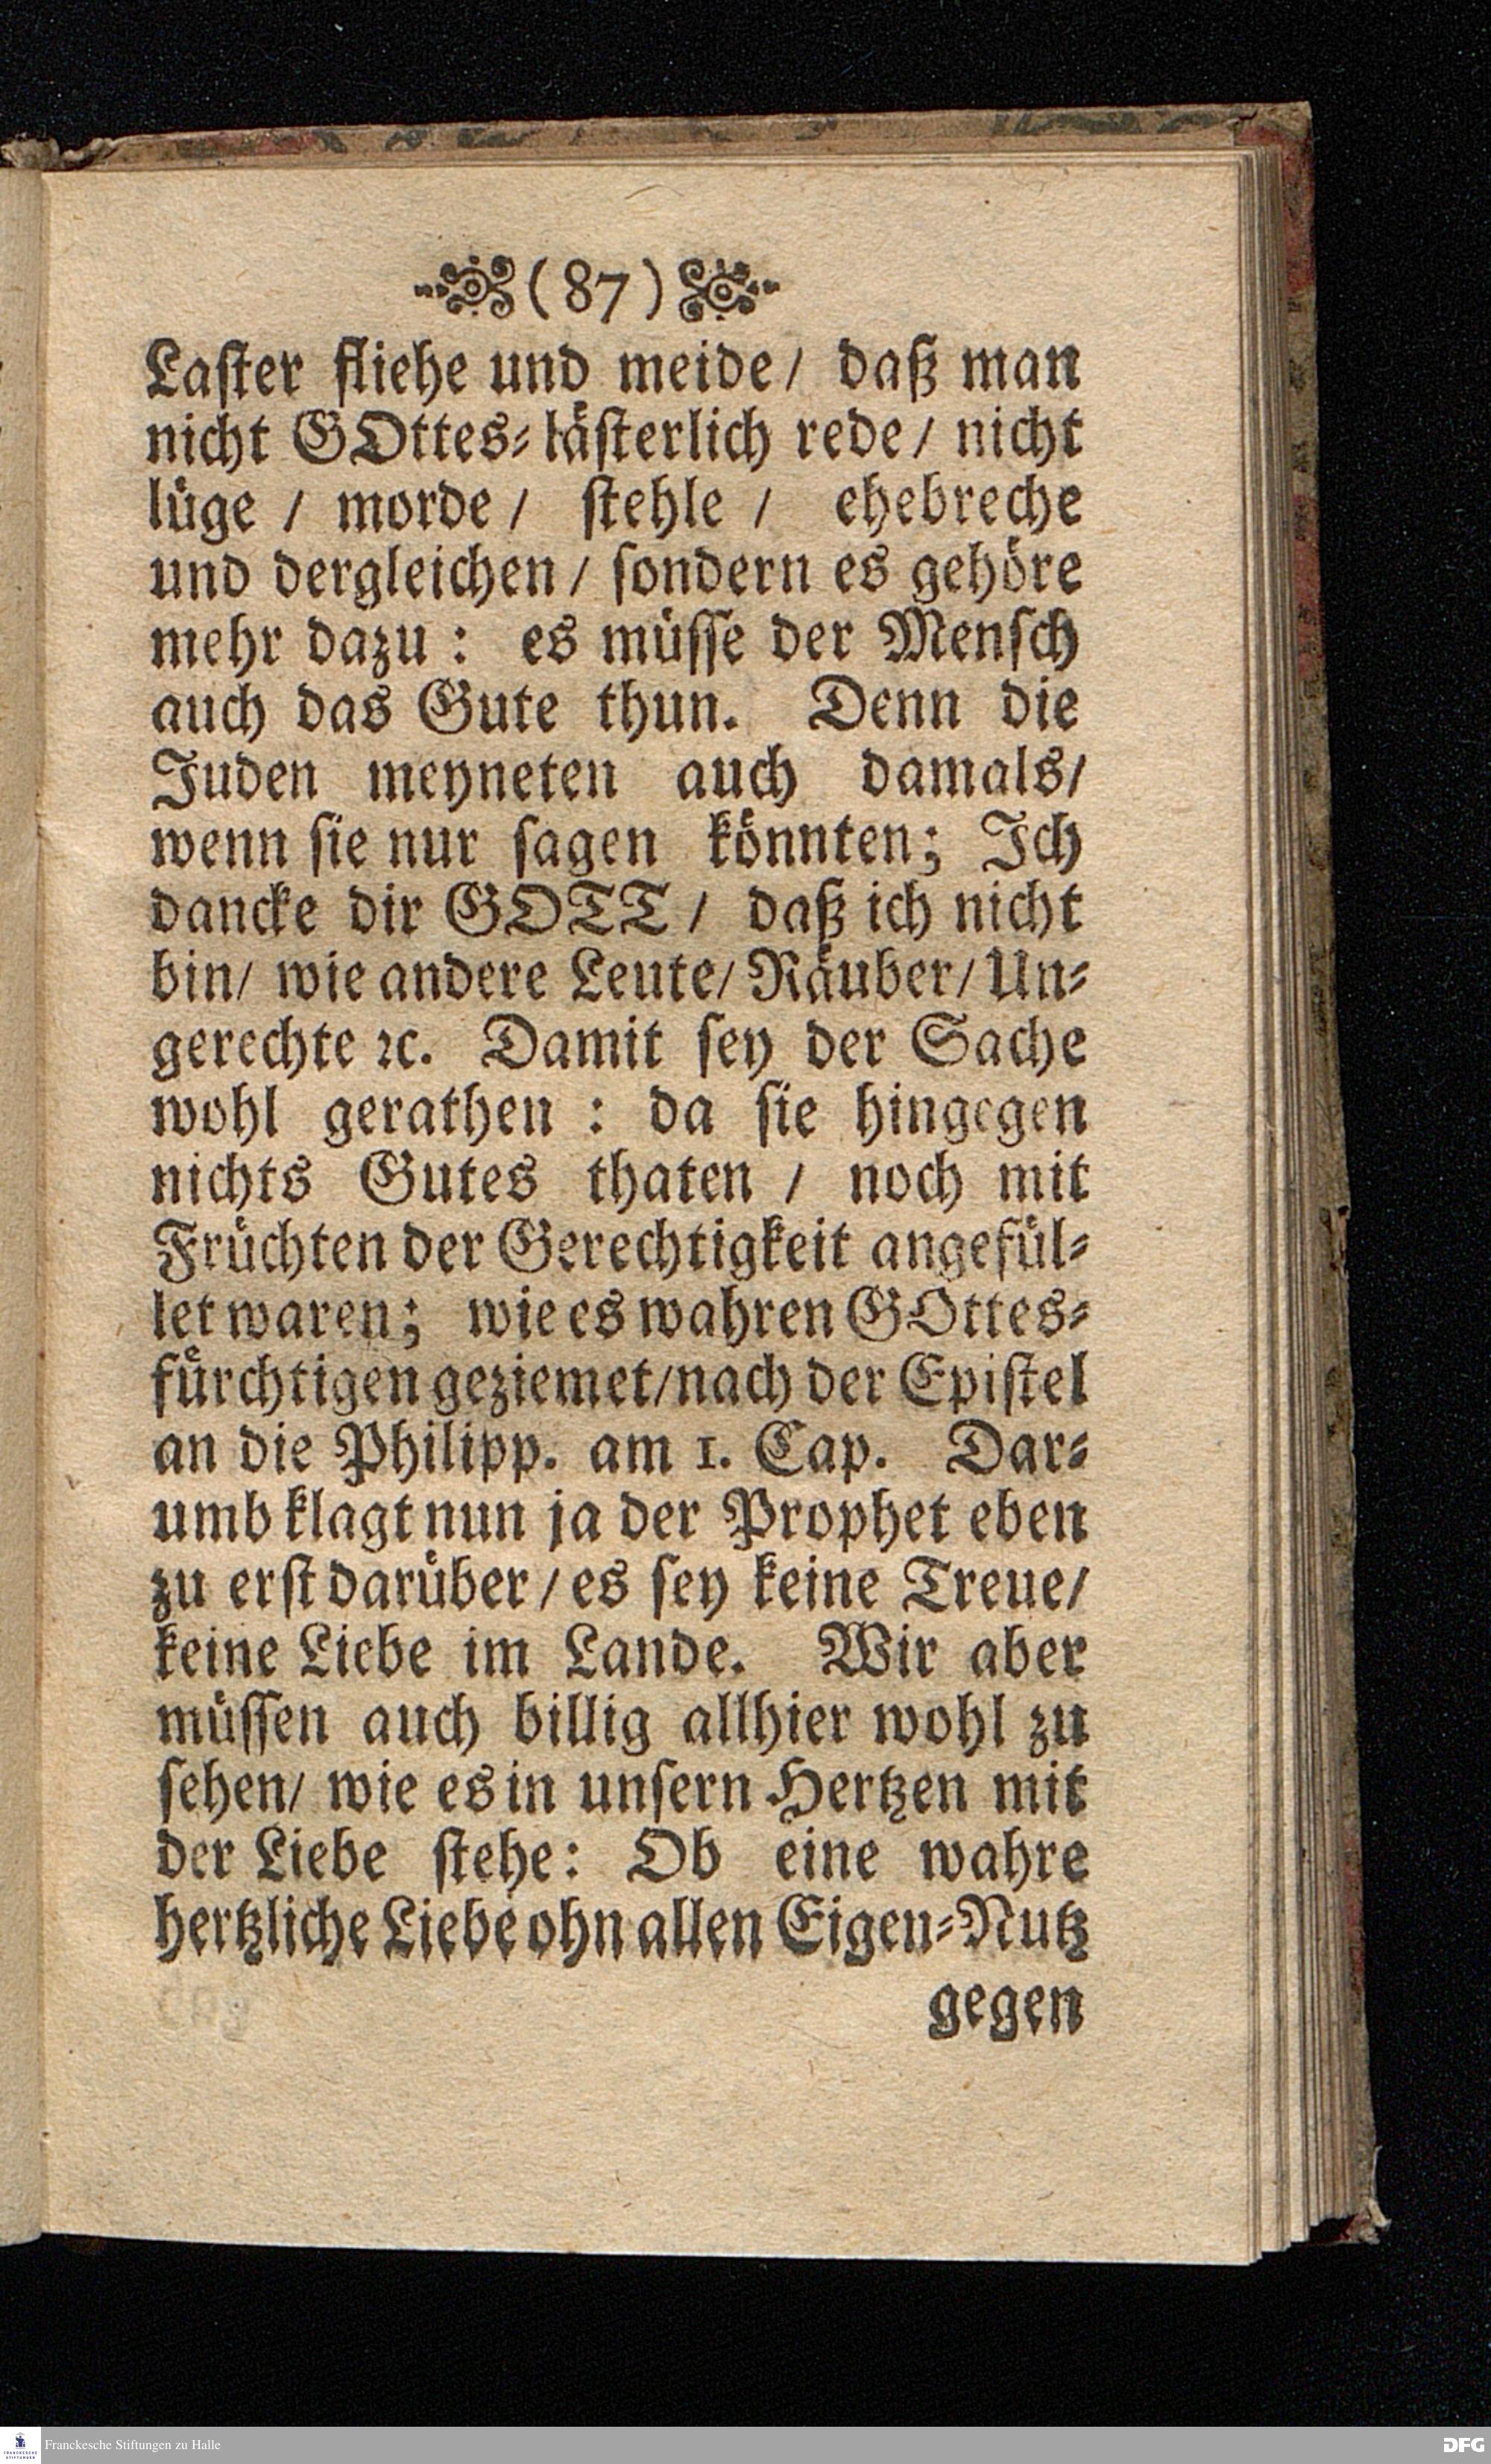 (87)
Laster fliehe und meide/ daß man
nicht GOttes-lästerlich rede/ nicht
lüge / morde/ stehle / ehebreche
und dergleichen/ sondern es gehöre
mehr dazu : es müsse der Mensch
auch das Gute thun. Denn die
Juden meyneten auch damals/
wenn sie nur sagen könnten; Ich
dancke dir GOTT/ daß ich nicht
bin/ wie andere Leute/ Räuber/ Un-
gerechte ꝛc. Damit sey der Sache
wohl gerathen : da sie hingegen
nichts Gutes thaten / noch mit
Früchten der Gerechtigkeit angefül-
let waren; wie es wahren GOttes-
fürchtigen geziemet/nach der Epistel
an die Philipp. am 1. Cap. Dar-
umb klagt nun ja der Prophet eben
zu erst darüber/ es sey keine Treue/
keine Liebe im Lande. Wir aber
müssen auch billig allhier wohl zu
sehen/ wie es in unsern Hertzen mit
der Liebe stehe: Ob eine wahre
hertzliche Liebe ohn allen Eigen-Nutz
gegen
FRANCKESCHE
STIFTUNGEN
Franckesche Stiftungen zu Halle
DFG